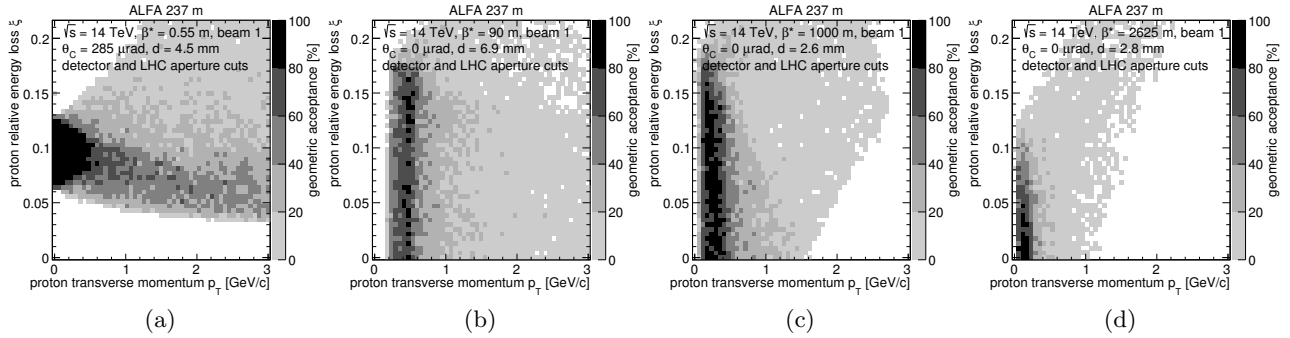 ALFA 237 m
√s = 14 TeV, β* = 0.55 m, beam 1
θ_C = 285 μrad, d = 4.5 mm
detector and LHC aperture cuts
proton relative energy loss ξ
0.2
0.15
0.1
0.05
0
0 1 2 3
proton transverse momentum p_T [GeV/c]
100
80
60
40
20
0
geometric acceptance [%]
(a)
ALFA 237 m
√s = 14 TeV, β* = 90 m, beam 1
θ_C = 0 μrad, d = 6.9 mm
detector and LHC aperture cuts
proton relative energy loss ξ
0.2
0.15
0.1
0.05
0
0 1 2 3
proton transverse momentum p_T [GeV/c]
100
80
60
40
20
0
geometric acceptance [%]
(b)
ALFA 237 m
√s = 14 TeV, β* = 1000 m, beam 1
θ_C = 0 μrad, d = 2.6 mm
detector and LHC aperture cuts
proton relative energy loss ξ
0.2
0.15
0.1
0.05
0
0 1 2 3
proton transverse momentum p_T [GeV/c]
100
80
60
40
20
0
geometric acceptance [%]
(c)
ALFA 237 m
√s = 14 TeV, β* = 2625 m, beam 1
θ_C = 0 μrad, d = 2.8 mm
detector and LHC aperture cuts
proton relative energy loss ξ
0.2
0.15
0.1
0.05
0
0 1 2 3
proton transverse momentum p_T [GeV/c]
100
80
60
40
20
0
geometric acceptance [%]
(d)